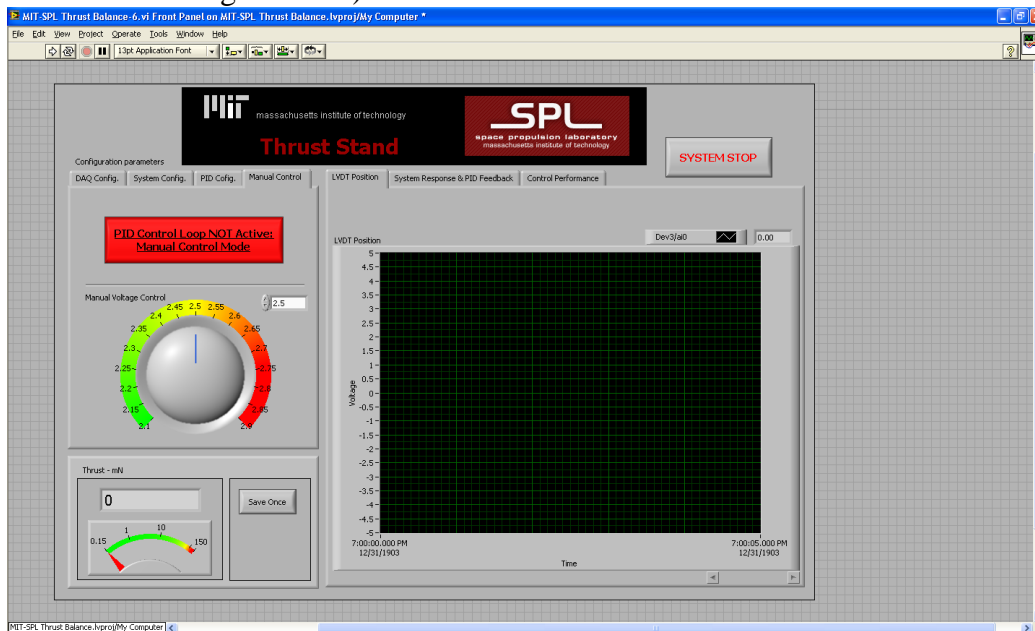 MIT-SPL Thrust Balance-6.vi Front Panel on MIT-SPL Thrust Balance.lvproj/My Computer *
File Edit View Project Operate Tools Window Help
13pt Application Font
MiT massachusetts institute of technology
SPL
space propulsion laboratory
massachusetts institute of technology
Thrust Stand
SYSTEM STOP
Configuration parameters
DAQ Config. System Config. PID Cofig. Manual Control
PID Control Loop NOT Active:
Manual Control Mode
Manual Voltage Control
2.5
2.1 2.15 2.2 2.25 2.3 2.35 2.4 2.45 2.5 2.55 2.6 2.65 2.7 2.75 2.8 2.85 2.9
Thrust - mN
0
0.15 1 10 150
Save Once
LVDT Position System Response & PID Feedback Control Performance
LVDT Position
Dev3/ai0 0.00
Voltage
5
4.5
4
3.5
3
2.5
2
1.5
1
0.5
0
-0.5
-1
-1.5
-2
-2.5
-3
-3.5
-4
-4.5
-5
7:00:00.000 PM 7:00:05.000 PM
12/31/1903 12/31/1903
Time
MIT-SPL Thrust Balance.lvproj/My Computer